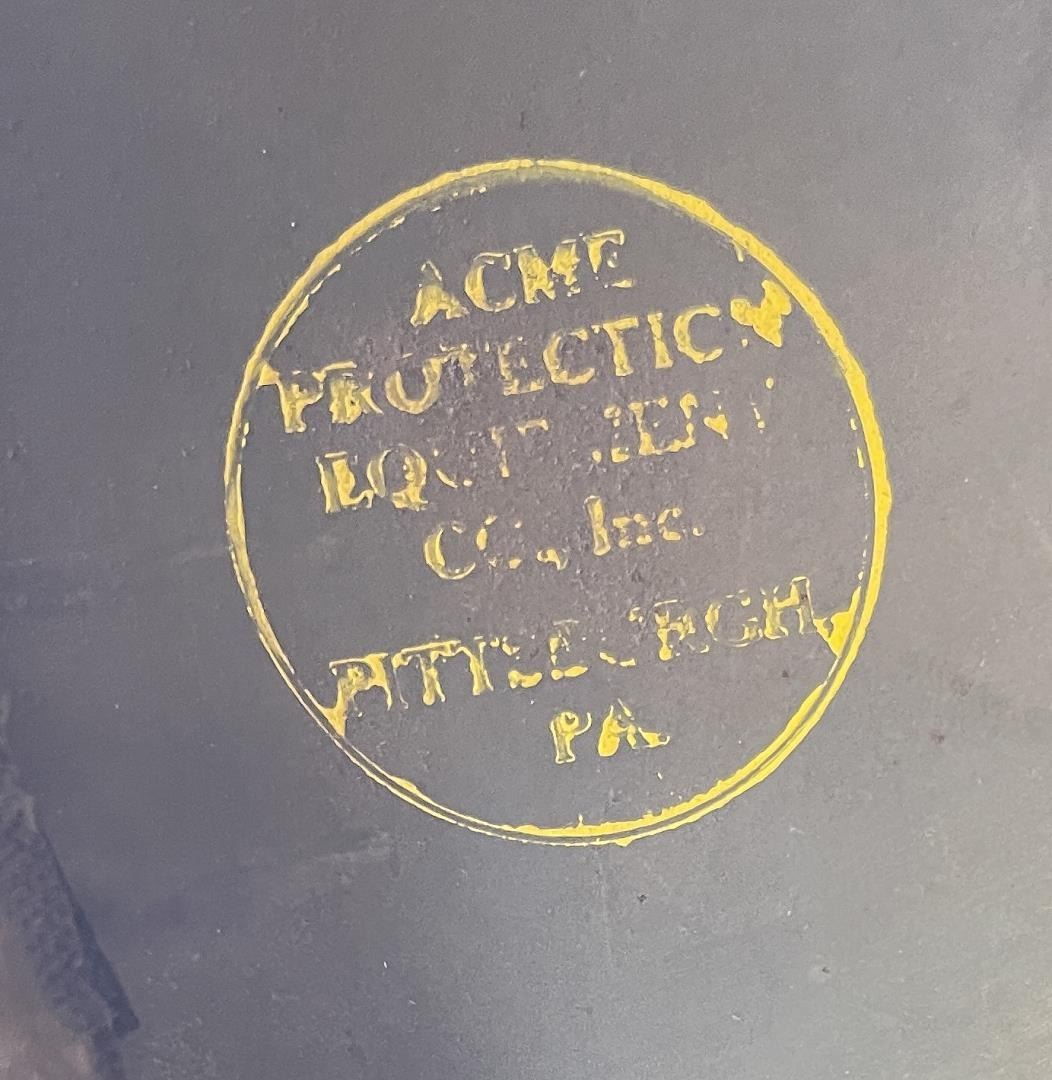 ACME
PROTECTION
EQUIPMENT
CO., Inc.
PITTSBURGH,
PA.